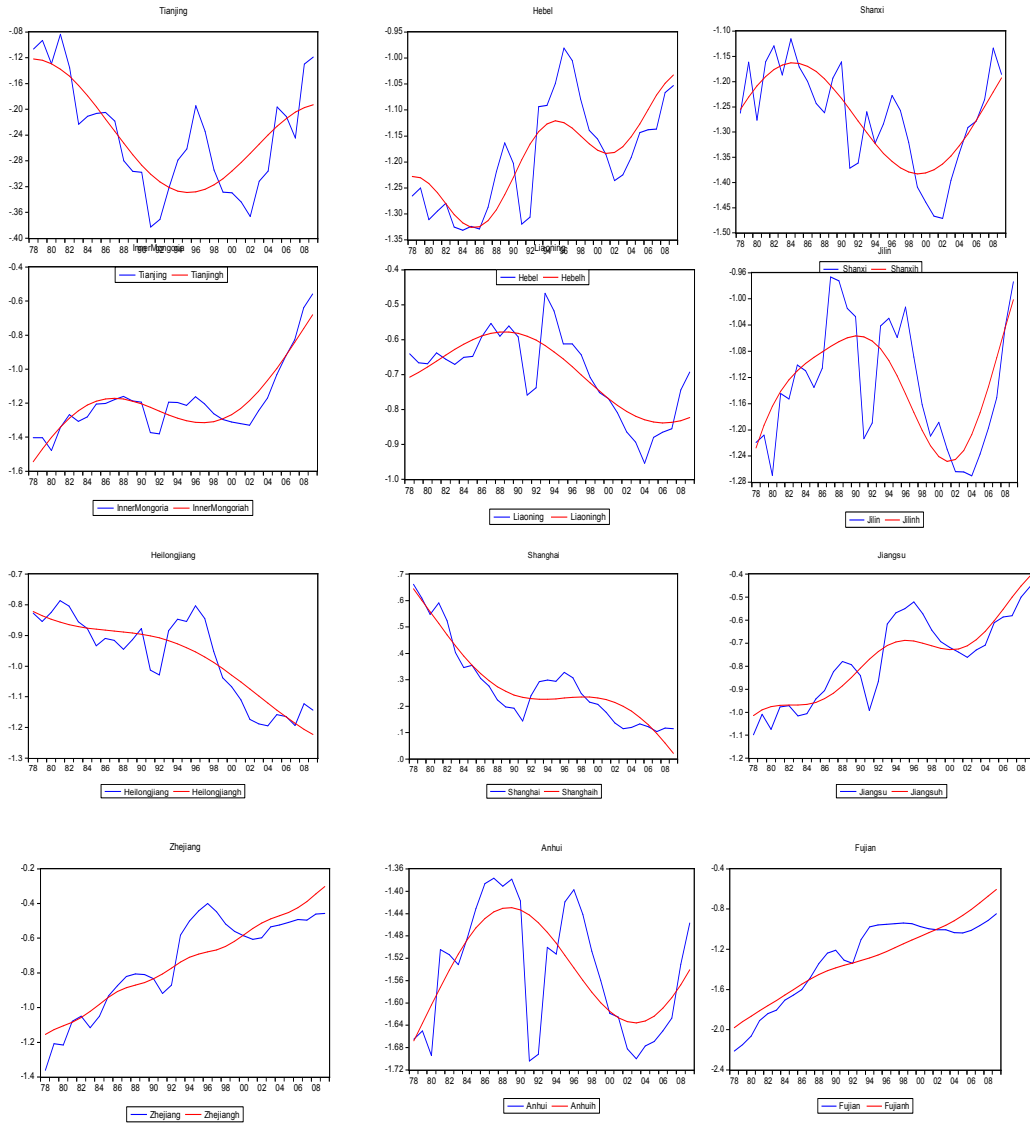 Tianjing
-.08
-.12
-.16
-.20
-.24
-.28
-.32
-.36
-.40
78 80 82 84 86 88 90 92 94 96 98 00 02 04 06 08
Tianjing Tianjingh
Hebel
-0.95
-1.00
-1.05
-1.10
-1.15
-1.20
-1.25
-1.30
-1.35
78 80 82 84 86 88 90 92 94 96 98 00 02 04 06 08
Hebel Hebelh
Shanxi
-1.10
-1.15
-1.20
-1.25
-1.30
-1.35
-1.40
-1.45
-1.50
78 80 82 84 86 88 90 92 94 96 98 00 02 04 06 08
Shanxi Shanxih
InnerMongoria
-0.4
-0.6
-0.8
-1.0
-1.2
-1.4
-1.6
78 80 82 84 86 88 90 92 94 96 98 00 02 04 06 08
InnerMongoria InnerMongoriah
Liaoning
-0.4
-0.5
-0.6
-0.7
-0.8
-0.9
-1.0
78 80 82 84 86 88 90 92 94 96 98 00 02 04 06 08
Liaoning Liaoningh
Jilin
-0.96
-1.00
-1.04
-1.08
-1.12
-1.16
-1.20
-1.24
-1.28
78 80 82 84 86 88 90 92 94 96 98 00 02 04 06 08
Jilin Jilinh
Heilongjiang
-0.7
-0.8
-0.9
-1.0
-1.1
-1.2
-1.3
78 80 82 84 86 88 90 92 94 96 98 00 02 04 06 08
Heilongjiang Heilongjiangh
Shanghai
.7
.6
.5
.4
.3
.2
.1
.0
78 80 82 84 86 88 90 92 94 96 98 00 02 04 06 08
Shanghai Shanghaih
Jiangsu
-0.4
-0.5
-0.6
-0.7
-0.8
-0.9
-1.0
-1.1
-1.2
78 80 82 84 86 88 90 92 94 96 98 00 02 04 06 08
Jiangsu Jiangsuh
Zhejiang
-0.2
-0.4
-0.6
-0.8
-1.0
-1.2
-1.4
78 80 82 84 86 88 90 92 94 96 98 00 02 04 06 08
Zhejiang Zhejiangh
Anhui
-1.36
-1.40
-1.44
-1.48
-1.52
-1.56
-1.60
-1.64
-1.68
-1.72
78 80 82 84 86 88 90 92 94 96 98 00 02 04 06 08
Anhui Anhuih
Fujian
-0.4
-0.8
-1.2
-1.6
-2.0
-2.4
78 80 82 84 86 88 90 92 94 96 98 00 02 04 06 08
Fujian Fujianh